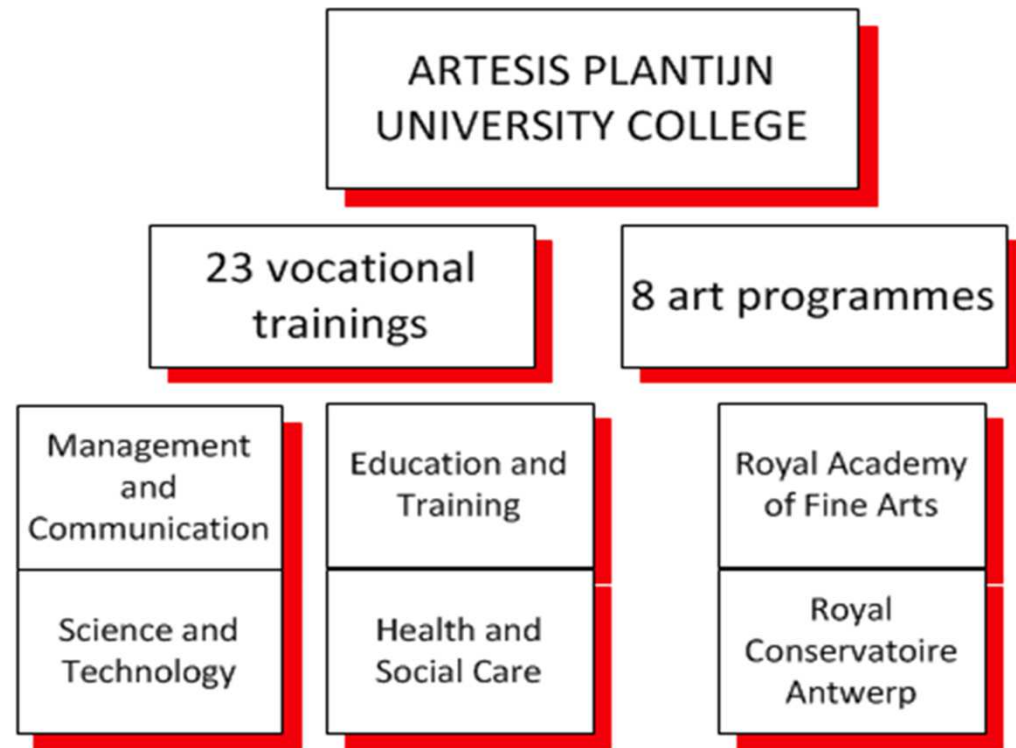 ARTESIS PLANTIJN
UNIVERSITY COLLEGE
23 vocational
trainings
8 art programmes
Management
and
Communication
Education and
Training
Royal Academy
of Fine Arts
Science and
Technology
Health and
Social Care
Royal
Conservatoire
Antwerp